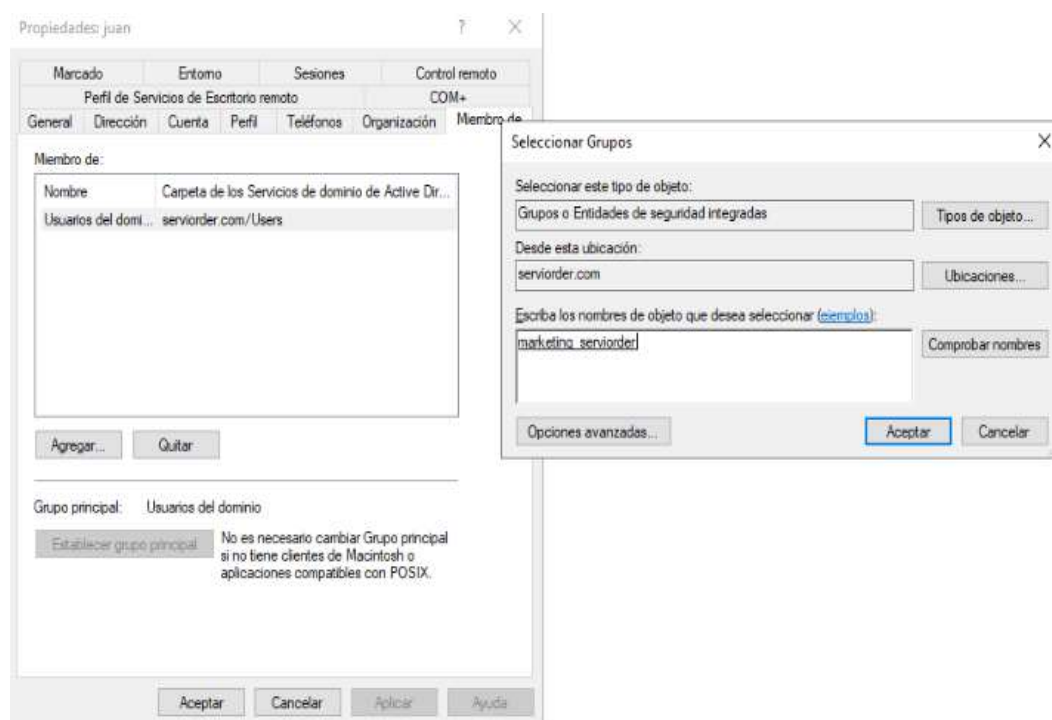 Propiedades: juan
?
Marcado Entorno Sesiones Control remoto
Perfil de Servicios de Escritorio remoto COM+
General Dirección Cuenta Perfil Teléfonos Organización Miembro de
Miembro de:
Nombre Carpeta de los Servicios de dominio de Active Dir...
Usuarios del domi... serviorder.com/Users
Agregar... Quitar
Grupo principal: Usuarios del dominio
Establecer grupo principal
No es necesario cambiar Grupo principal
si no tiene clientes de Macintosh o
aplicaciones compatibles con POSIX.
Aceptar Cancelar Aplicar Ayuda
Seleccionar Grupos
Seleccionar este tipo de objeto:
Grupos o Entidades de seguridad integradas Tipos de objeto...
Desde esta ubicación:
serviorder.com Ubicaciones...
Escriba los nombres de objeto que desea seleccionar (ejemplos):
marketing_serviorder Comprobar nombres
Opciones avanzadas... Aceptar Cancelar